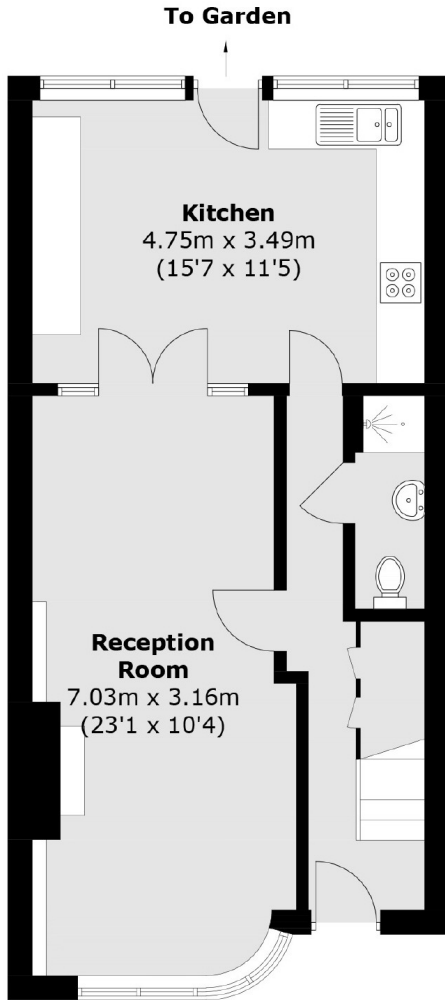 To Garden
Kitchen
4.75m x 3.49m
(15'7 x 11'5)
Reception
Room
7.03m x 3.16m
(23'1 x 10'4)